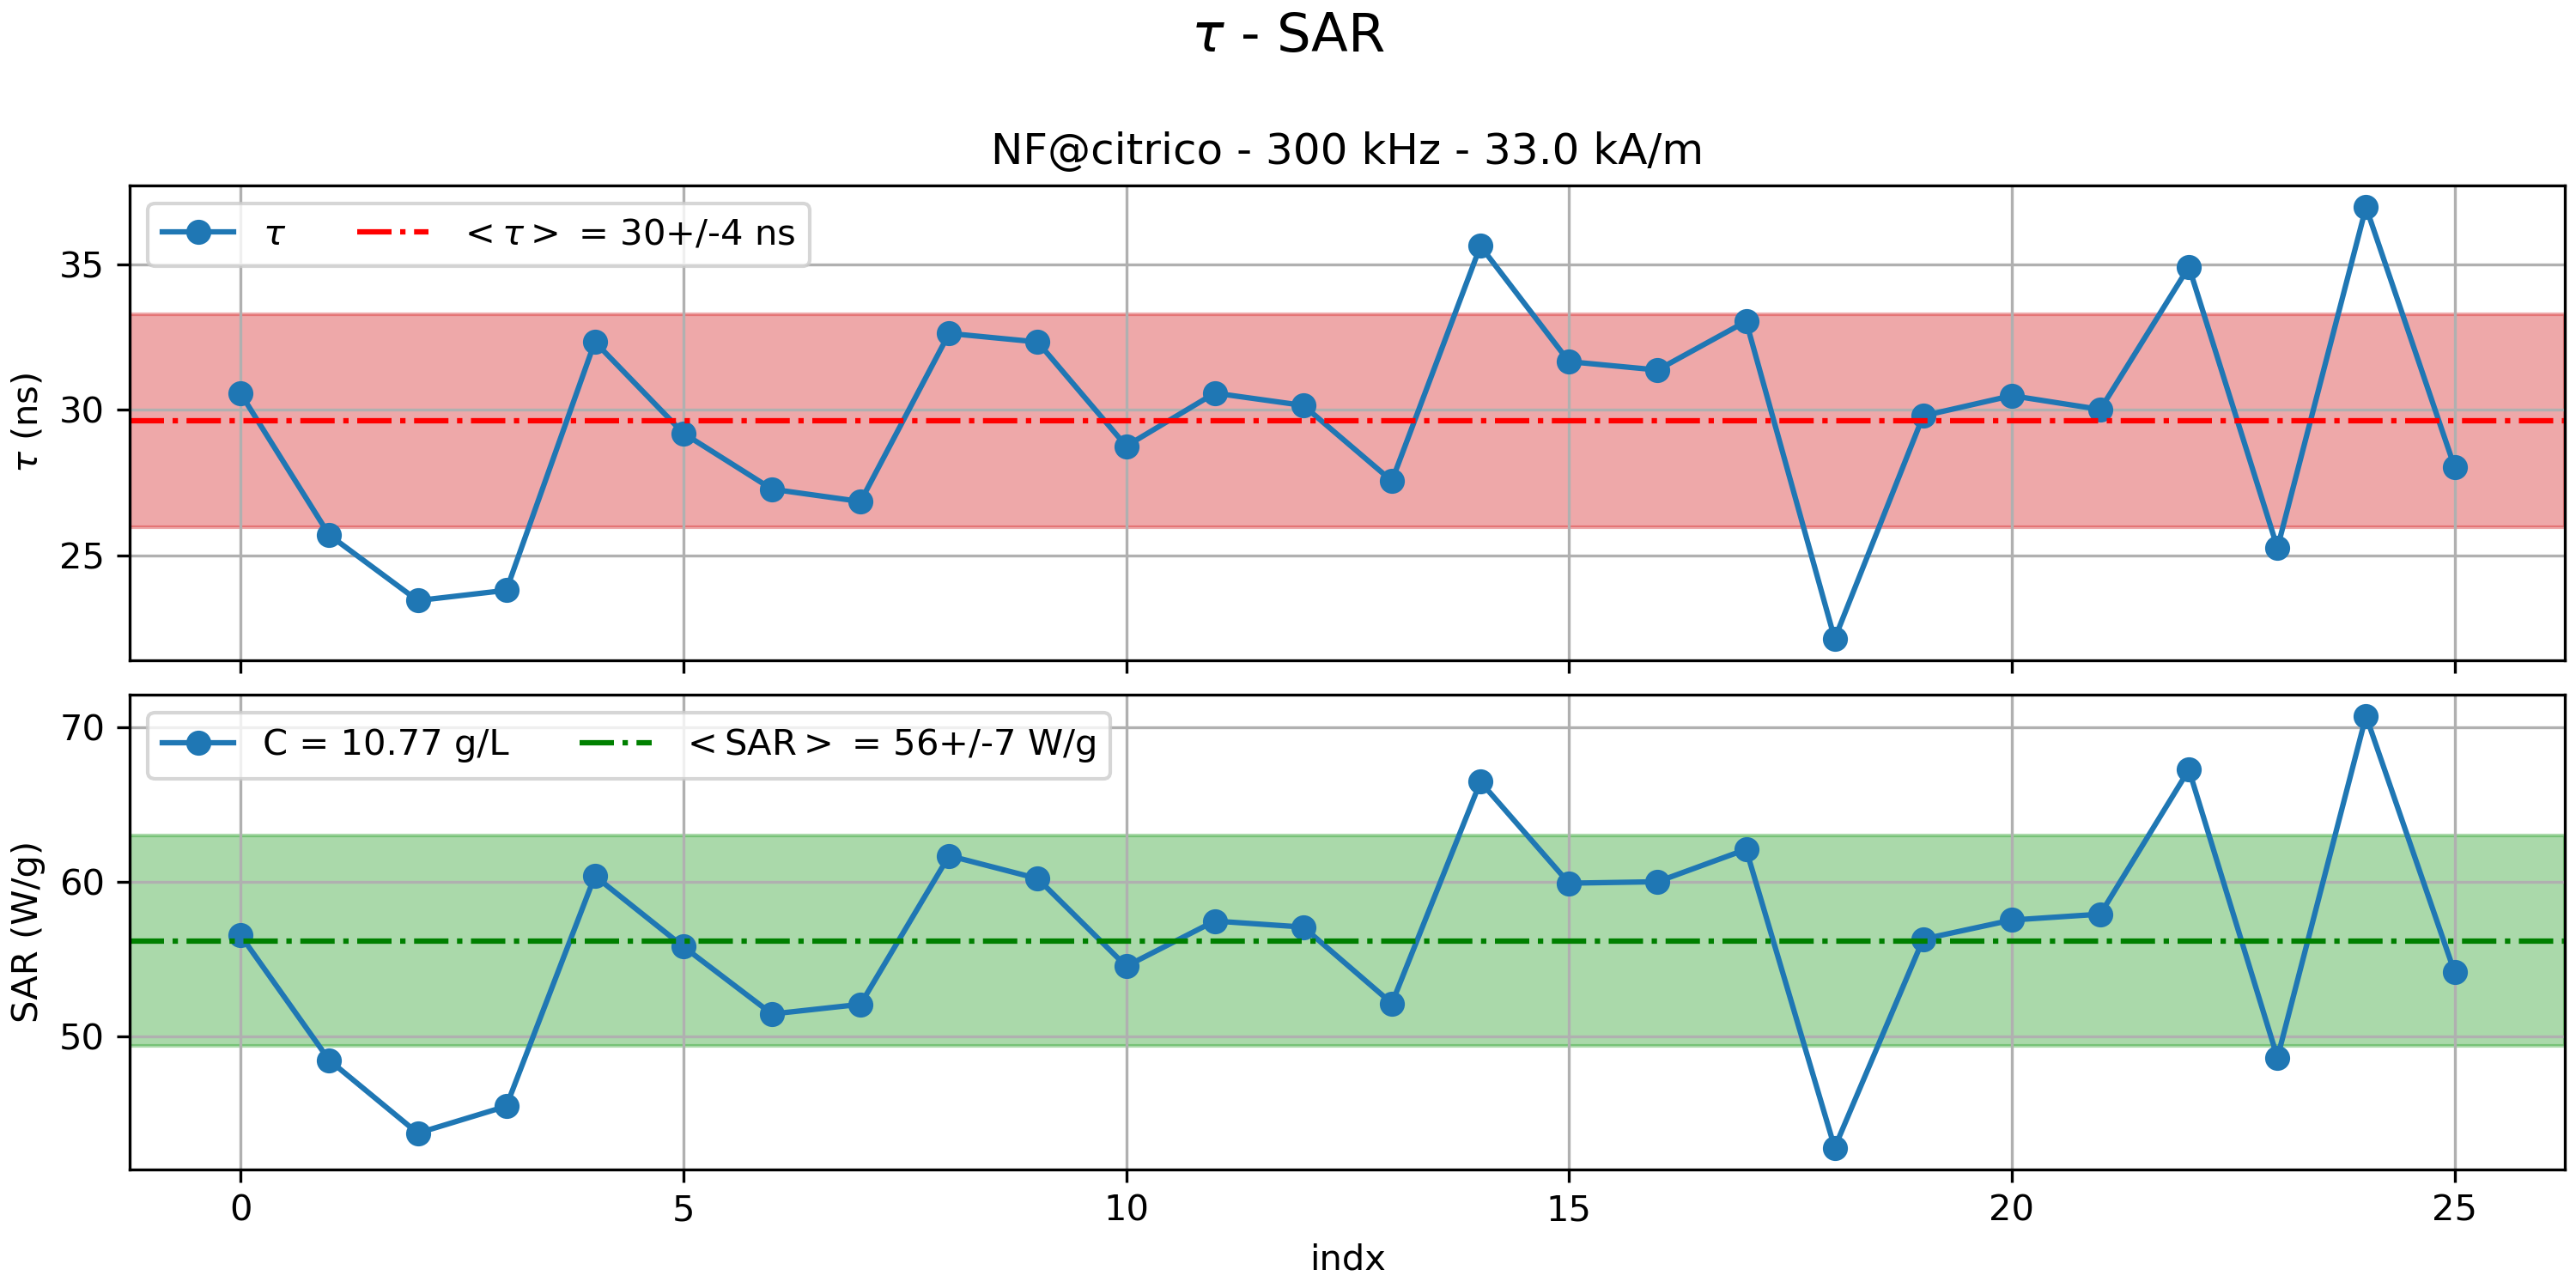 τ - SAR
NF@citrico - 300 kHz - 33.0 kA/m
τ <τ> = 30+/-4 ns
35
30
25
τ (ns)
C = 10.77 g/L <SAR> = 56+/-7 W/g
70
60
50
SAR (W/g)
0 5 10 15 20 25
indx